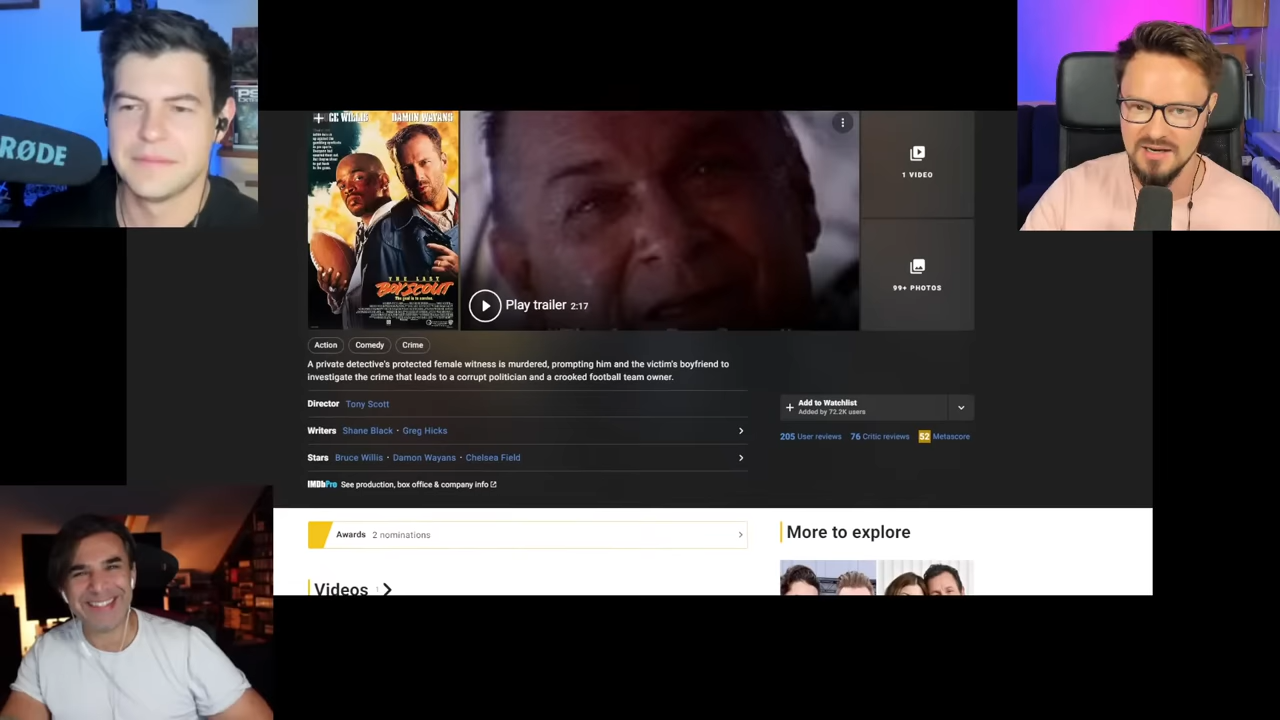 RØDE
CE WILLIS DAMON WAYANS
THE LAST
BOY SCOUT
The goal is to survive.
Play trailer 2:17
1 VIDEO
99+ PHOTOS
Action Comedy Crime
A private detective's protected female witness is murdered, prompting him and the victim's boyfriend to
investigate the crime that leads to a corrupt politician and a crooked football team owner.
Director Tony Scott
Writers Shane Black · Greg Hicks
Stars Bruce Willis · Damon Wayans · Chelsea Field
IMDbPro See production, box office & company info
Add to Watchlist
Added by 72.2K users
205 User reviews 76 Critic reviews 52 Metascore
Awards 2 nominations
Videos 1
More to explore